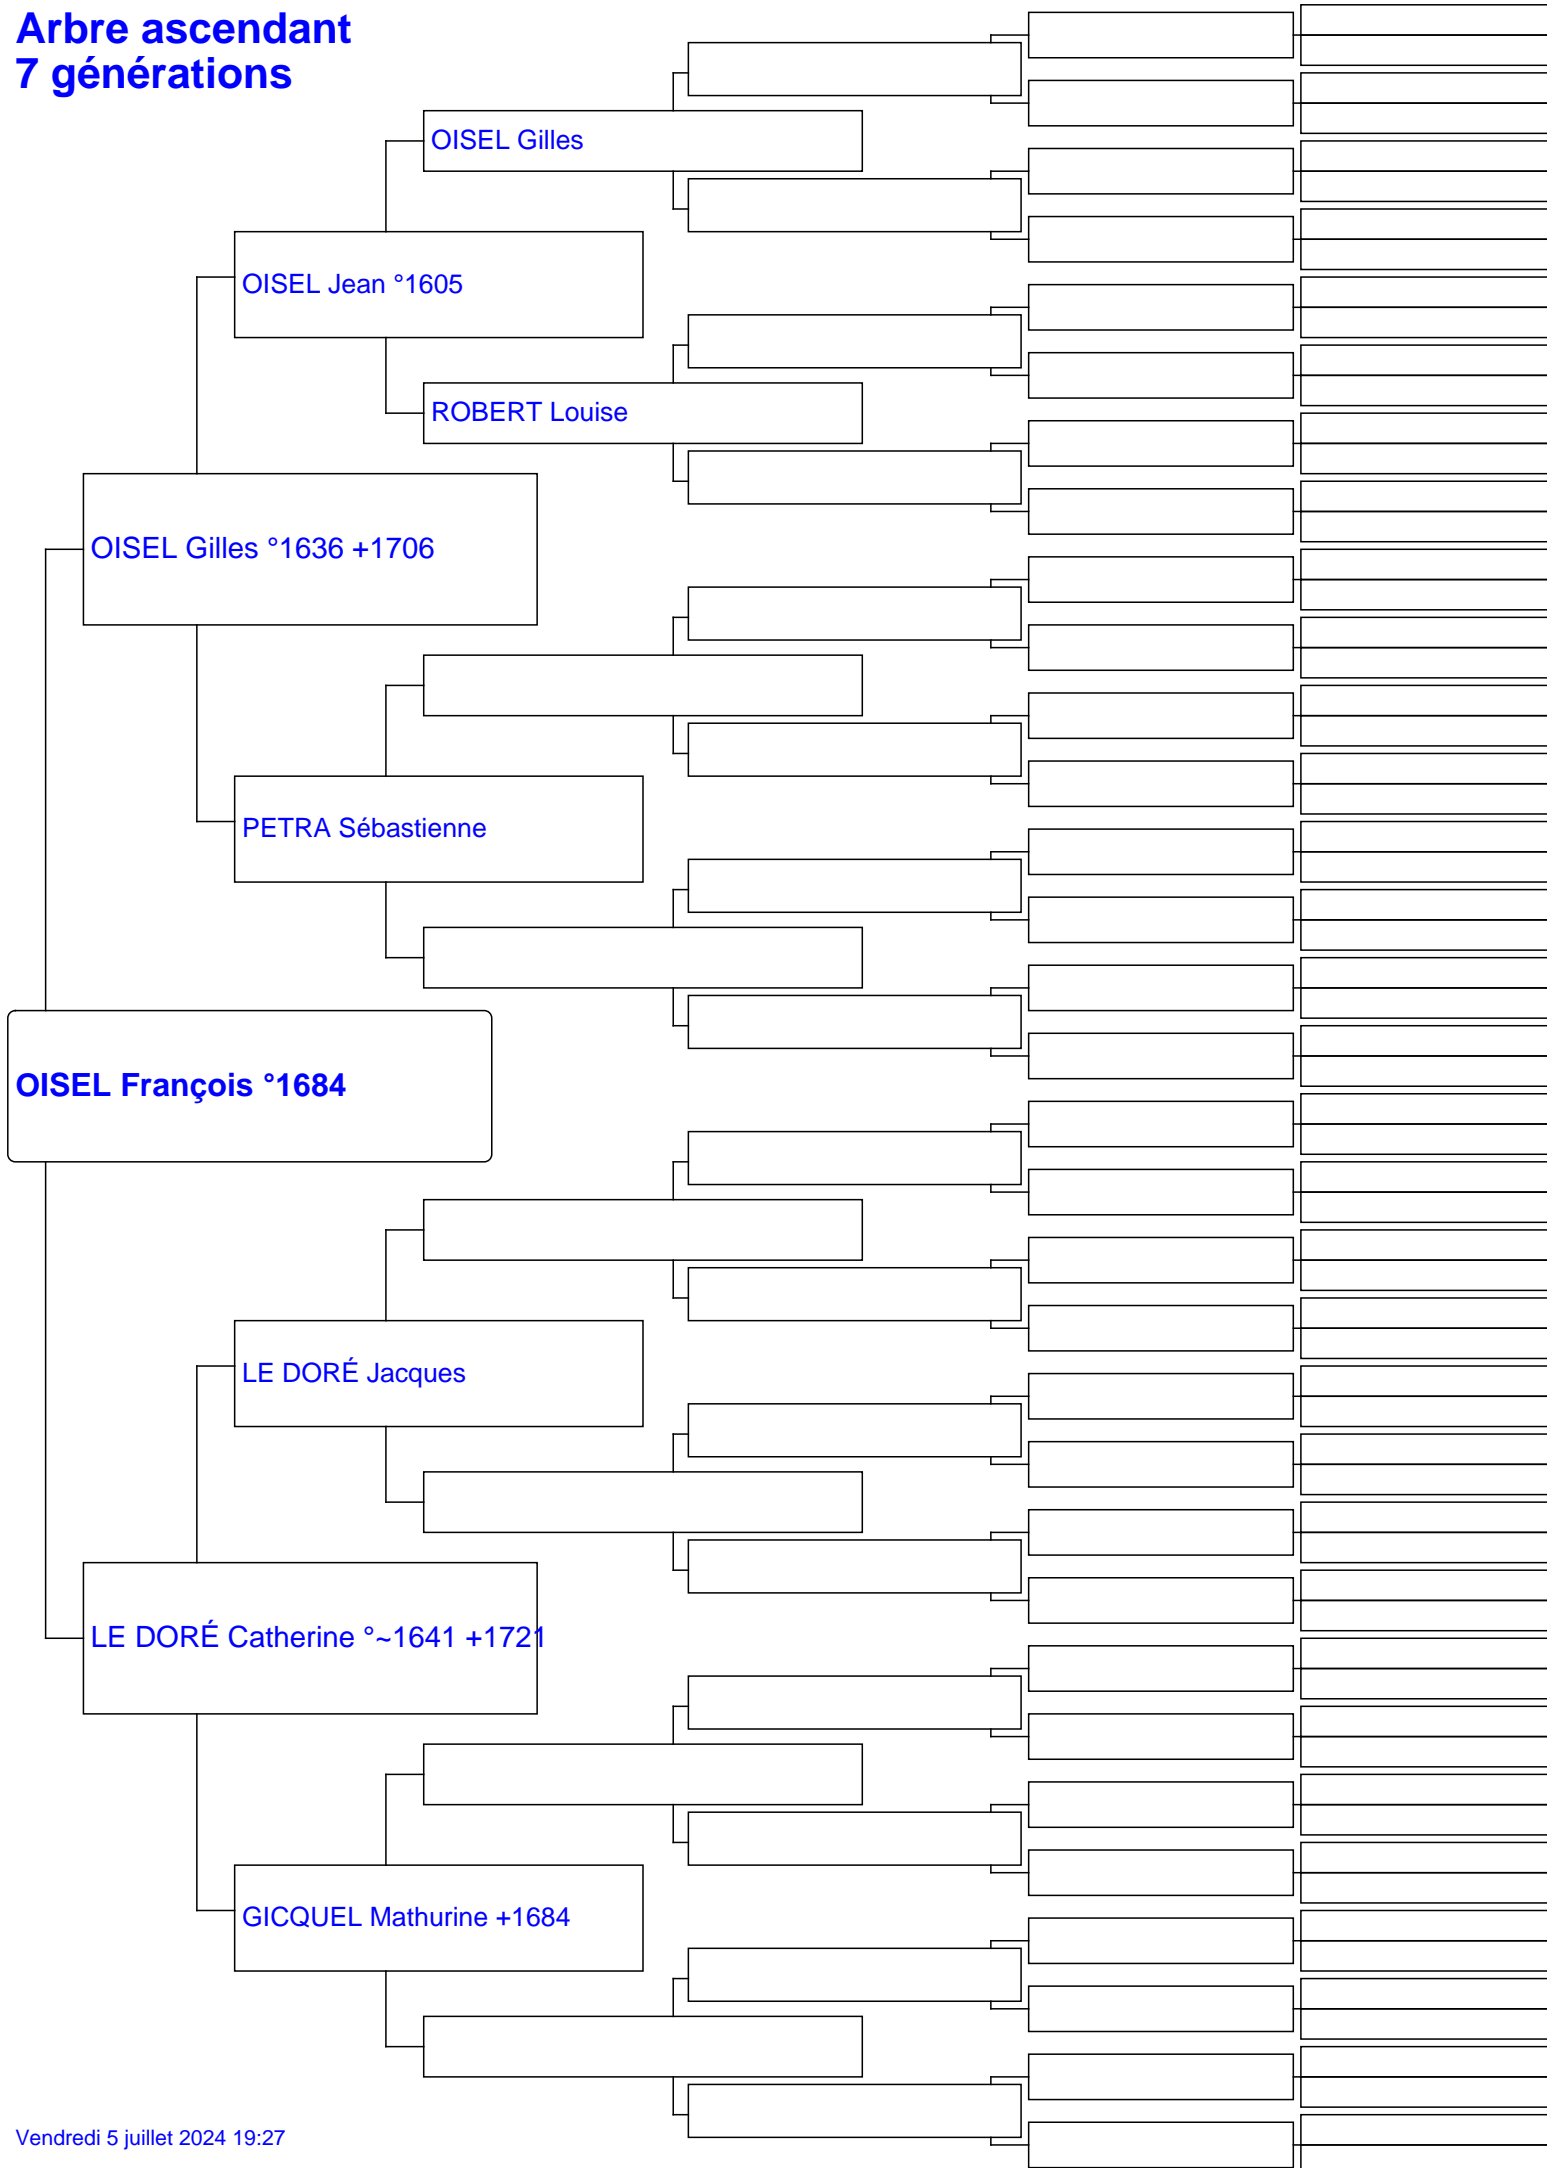 Arbre ascendant
7 générations
OISEL Gilles
OISEL Jean °1605
ROBERT Louise
OISEL Gilles °1636 +1706
PETRA Sébastienne
OISEL François °1684
LE DORÉ Jacques
LE DORÉ Catherine °~1641 +1721
GICQUEL Mathurine +1684
Vendredi 5 juillet 2024 19:27